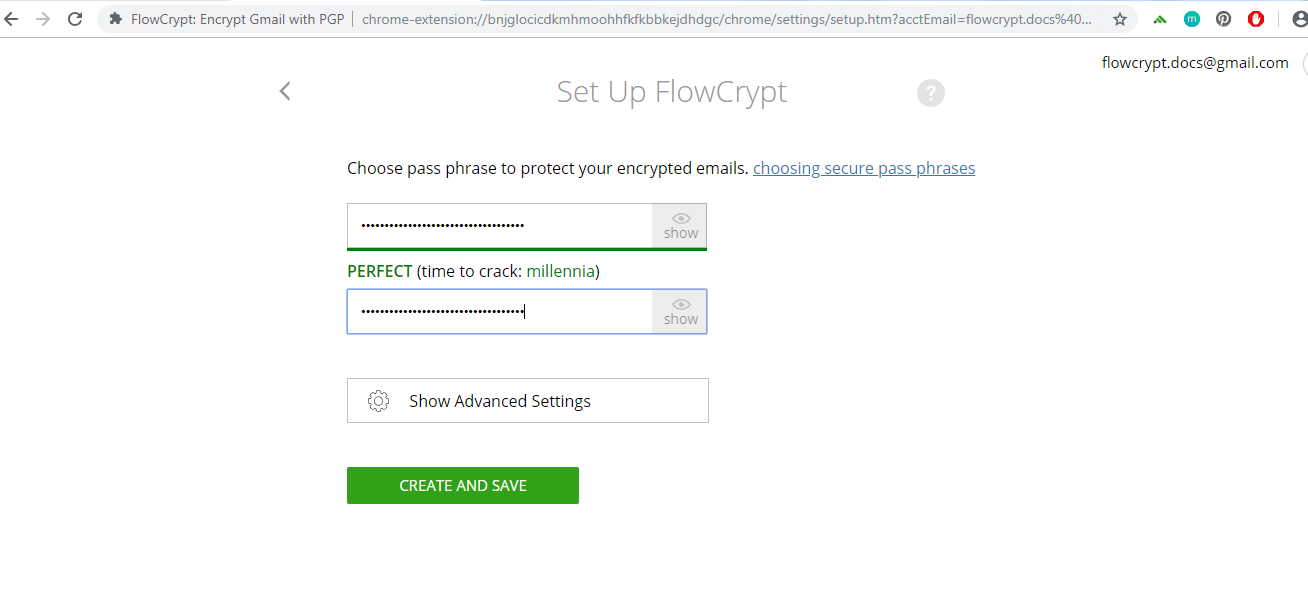 FlowCrypt: Encrypt Gmail with PGP | chrome-extension://bnjglocicdkmhmoohhfkfkbbkejdhdgc/chrome/settings/setup.htm?acctEmail=flowcrypt.docs%40...
flowcrypt.docs@gmail.com
Set Up FlowCrypt ?
Choose pass phrase to protect your encrypted emails. choosing secure pass phrases
show
PERFECT (time to crack: millennia)
show
Show Advanced Settings
CREATE AND SAVE